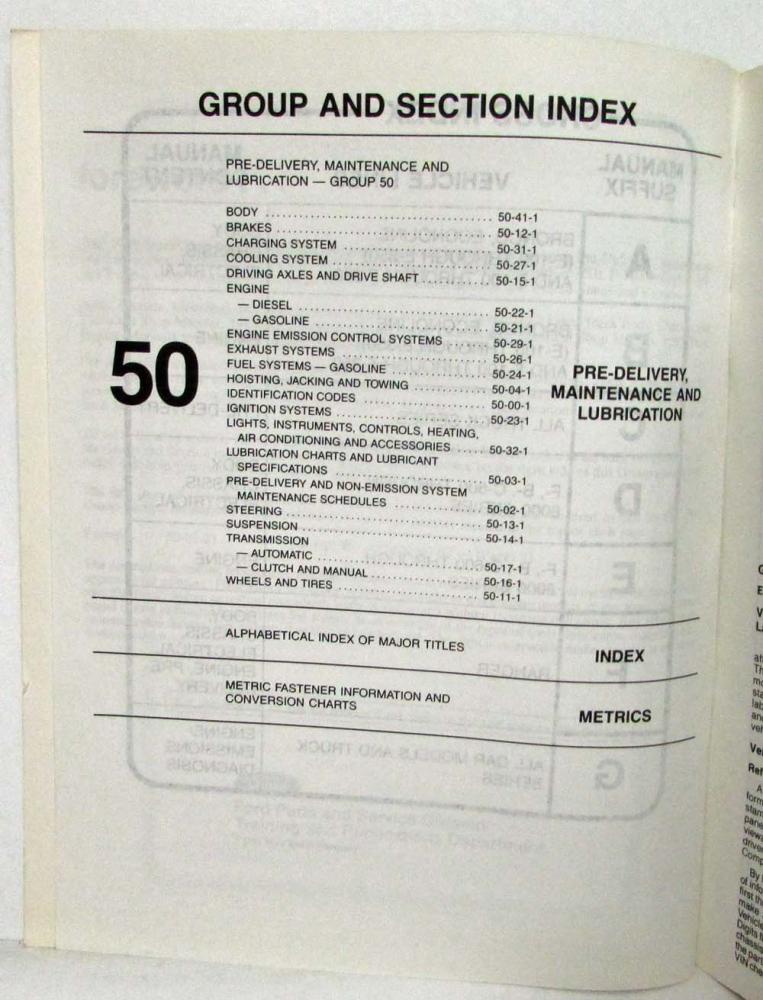 GROUP AND SECTION INDEX
PRE-DELIVERY, MAINTENANCE AND
LUBRICATION — GROUP 50
BODY ................................. 50-41-1
BRAKES ................................. 50-12-1
CHARGING SYSTEM ..................... 50-31-1
COOLING SYSTEM ...................... 50-27-1
DRIVING AXLES AND DRIVE SHAFT .......... 50-15-1
ENGINE
— DIESEL ............................ 50-22-1
— GASOLINE .......................... 50-21-1
ENGINE EMISSION CONTROL SYSTEMS ....... 50-29-1
EXHAUST SYSTEMS ...................... 50-26-1
FUEL SYSTEMS — GASOLINE ............... 50-24-1
HOISTING, JACKING AND TOWING ........... 50-04-1
IDENTIFICATION CODES ................... 50-00-1
IGNITION SYSTEMS ...................... 50-23-1
LIGHTS, INSTRUMENTS, CONTROLS, HEATING,
AIR CONDITIONING AND ACCESSORIES ..... 50-32-1
LUBRICATION CHARTS AND LUBRICANT
SPECIFICATIONS ...................... 50-03-1
PRE-DELIVERY AND NON-EMISSION SYSTEM
MAINTENANCE SCHEDULES .............. 50-02-1
STEERING ............................. 50-13-1
SUSPENSION ........................... 50-14-1
TRANSMISSION
— AUTOMATIC ......................... 50-17-1
— CLUTCH AND MANUAL ................. 50-16-1
WHEELS AND TIRES ...................... 50-11-1
50
PRE-DELIVERY,
MAINTENANCE AND
LUBRICATION
ALPHABETICAL INDEX OF MAJOR TITLES
INDEX
METRIC FASTENER INFORMATION AND
CONVERSION CHARTS
METRICS